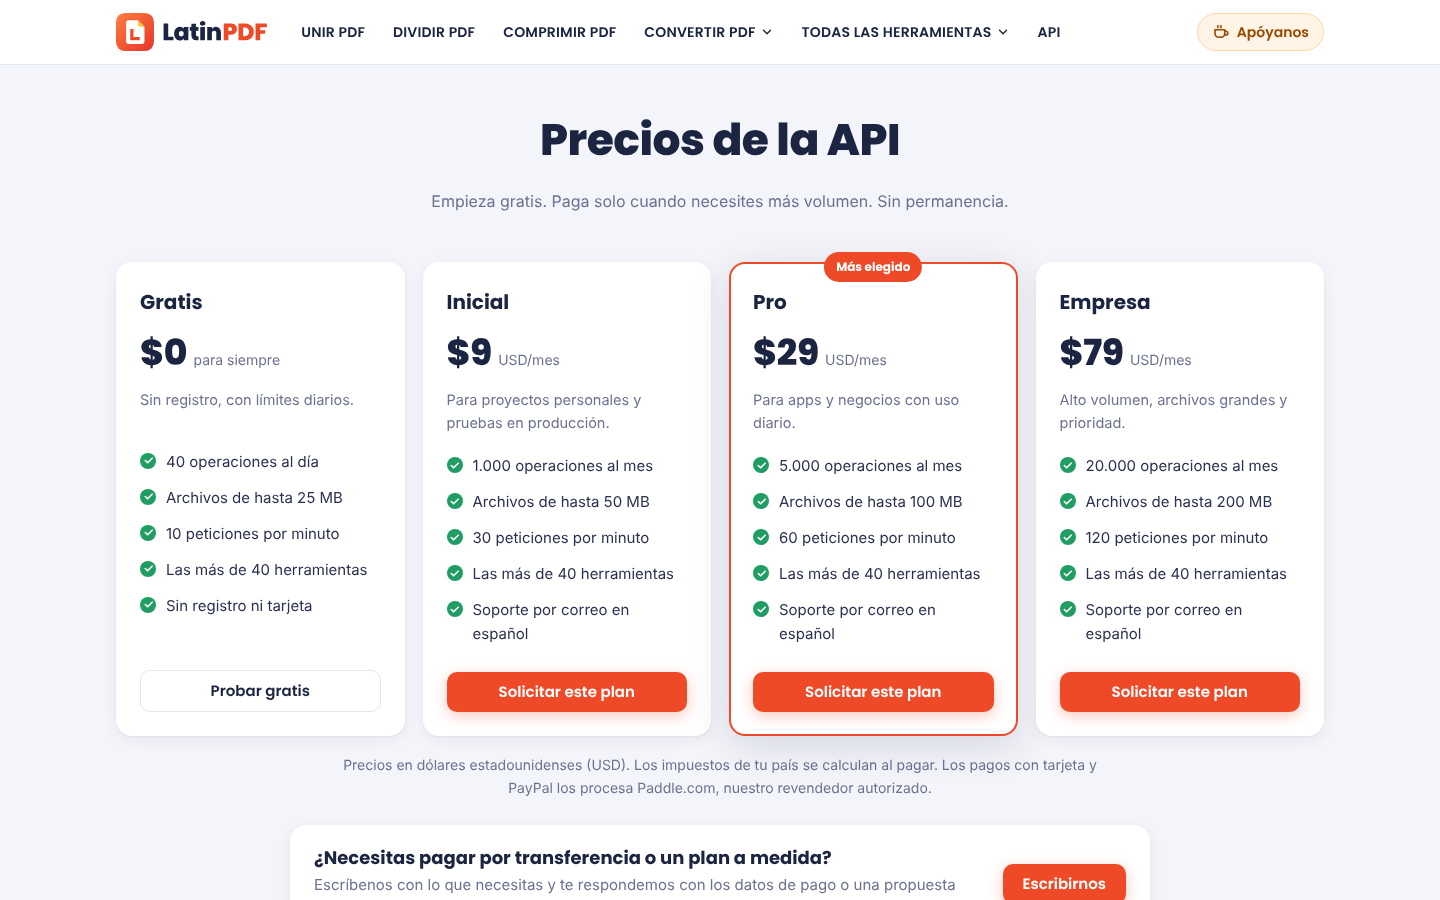 LatinPDF
UNIR PDF
DIVIDIR PDF
COMPRIMIR PDF
CONVERTIR PDF
TODAS LAS HERRAMIENTAS
API
Apóyanos
Precios de la API
Empieza gratis. Paga solo cuando necesites más volumen. Sin permanencia.
Gratis
$0 para siempre
Sin registro, con límites diarios.
40 operaciones al día
Archivos de hasta 25 MB
10 peticiones por minuto
Las más de 40 herramientas
Sin registro ni tarjeta
Probar gratis
Inicial
$9 USD/mes
Para proyectos personales y
pruebas en producción.
1.000 operaciones al mes
Archivos de hasta 50 MB
30 peticiones por minuto
Las más de 40 herramientas
Soporte por correo en
español
Solicitar este plan
Más elegido
Pro
$29 USD/mes
Para apps y negocios con uso
diario.
5.000 operaciones al mes
Archivos de hasta 100 MB
60 peticiones por minuto
Las más de 40 herramientas
Soporte por correo en
español
Solicitar este plan
Empresa
$79 USD/mes
Alto volumen, archivos grandes y
prioridad.
20.000 operaciones al mes
Archivos de hasta 200 MB
120 peticiones por minuto
Las más de 40 herramientas
Soporte por correo en
español
Solicitar este plan
Precios en dólares estadounidenses (USD). Los impuestos de tu país se calculan al pagar. Los pagos con tarjeta y
PayPal los procesa Paddle.com, nuestro revendedor autorizado.
¿Necesitas pagar por transferencia o un plan a medida?
Escríbenos con lo que necesitas y te respondemos con los datos de pago o una propuesta
Escribirnos